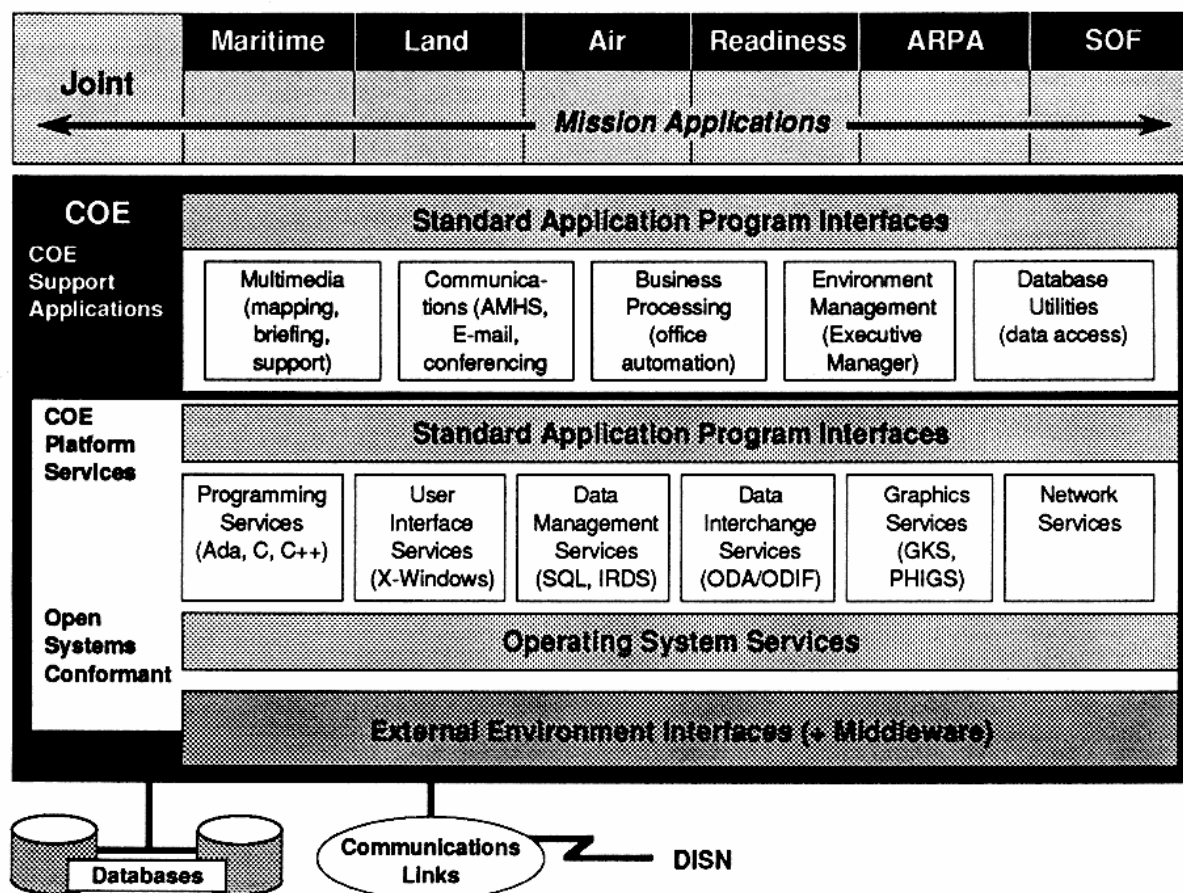 Joint
Maritime
Land
Air
Readiness
ARPA
SOF
Mission Applications
COE
COE
Support
Applications
Standard Application Program Interfaces
Multimedia
(mapping,
briefing,
support)
Communica-
tions (AMHS,
E-mail,
conferencing
Business
Processing
(office
automation)
Environment
Management
(Executive
Manager)
Database
Utilities
(data access)
COE
Platform
Services
Standard Application Program Interfaces
Programming
Services
(Ada, C, C++)
User
Interface
Services
(X-Windows)
Data
Management
Services
(SQL, IRDS)
Data
Interchange
Services
(ODA/ODIF)
Graphics
Services
(GKS,
PHIGS)
Network
Services
Open
Systems
Conformant
Operating System Services
External Environment Interfaces (+ Middleware)
Databases
Communications
Links
DISN